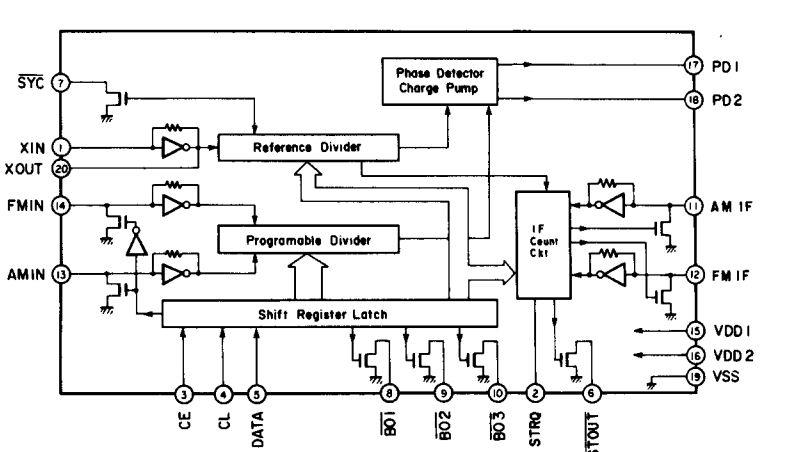 SYC
7
XIN
1
XOUT
20
FMIN
14
AMIN
13
Phase Detector
Charge Pump
17
PD1
18
PD2
Reference Divider
Programable Divider
IF
Count
Ckt
11
AM IF
12
FM IF
Shift Register Latch
15
VDD1
16
VDD2
19
VSS
3
4
5
8
9
10
2
6
CE
CL
DATA
BO1
BO2
BO3
STRQ
STOUT